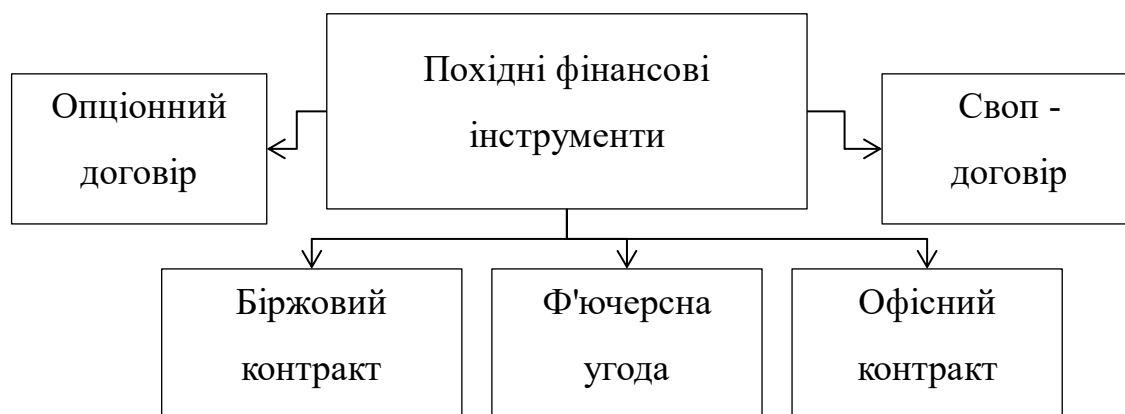 Похідні фінансові
інструменти
Опціонний
договір
Своп -
договір
Біржовий
контракт
Ф'ючерсна
угода
Офісний
контракт